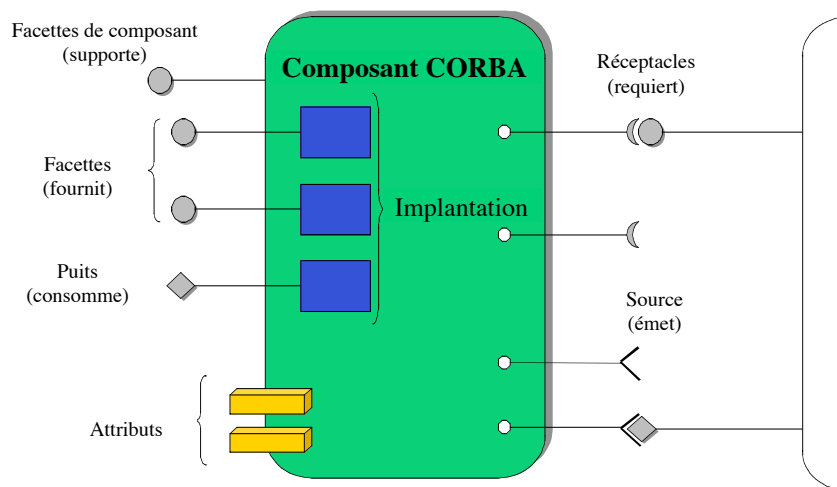 Facettes de composant
(supporte)
Composant CORBA
Réceptacles
(requiert)
Facettes
(fournit)
Implantation
Puits
(consomme)
Source
(émet)
Attributs